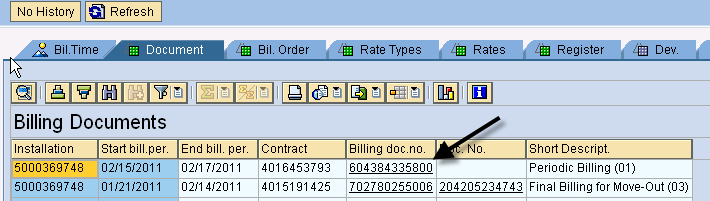 No History Refresh
Bil.Time Document Bil. Order Rate Types Rates Register Dev.
Billing Documents
Installation Start bill.per. End bill. per. Contract Billing doc.no. No. Short Descript.
5000369748 02/15/2011 02/17/2011 4016453793 604384335800 Periodic Billing (01)
5000369748 01/21/2011 02/14/2011 4015191425 702780255006 204205234743 Final Billing for Move-Out (03)